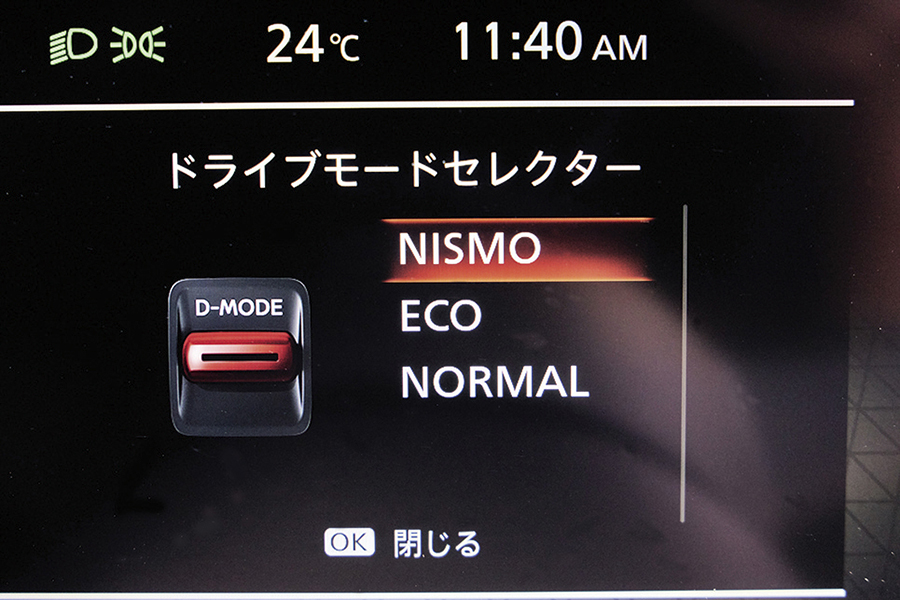 24℃ 11:40 AM
ドライブモードセレクター
NISMO
D-MODE
ECO
NORMAL
OK 閉じる